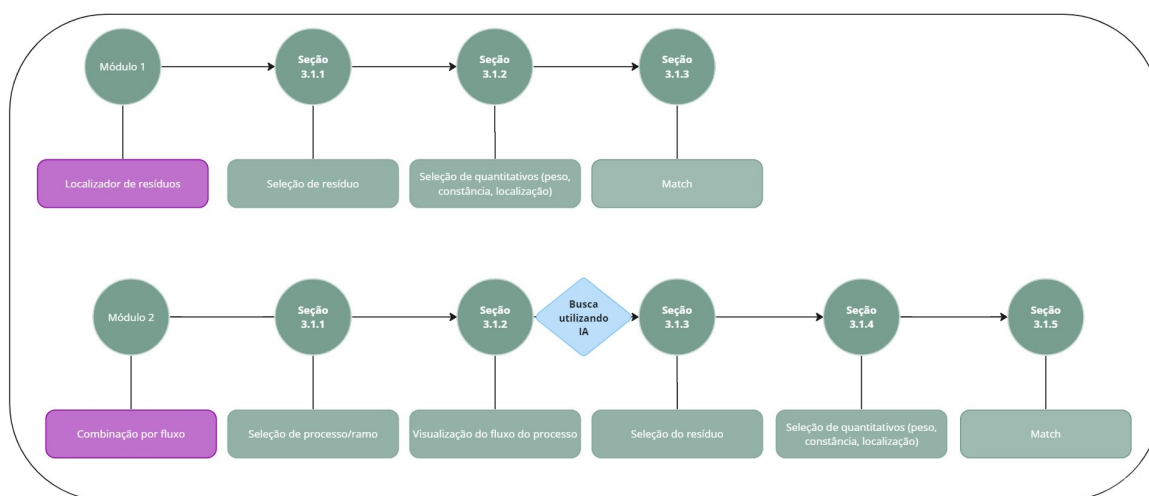 Módulo 1
Seção
3.1.1
Seção
3.1.2
Seção
3.1.3
Localizador de resíduos
Seleção de resíduo
Seleção de quantitativos (peso,
constância, localização)
Match
Módulo 2
Seção
3.1.1
Seção
3.1.2
Busca
utilizando
IA
Seção
3.1.3
Seção
3.1.4
Seção
3.1.5
Combinação por fluxo
Seleção de processo/ramo
Visualização do fluxo do processo
Seleção do resíduo
Seleção de quantitativos (peso,
constância, localização)
Match